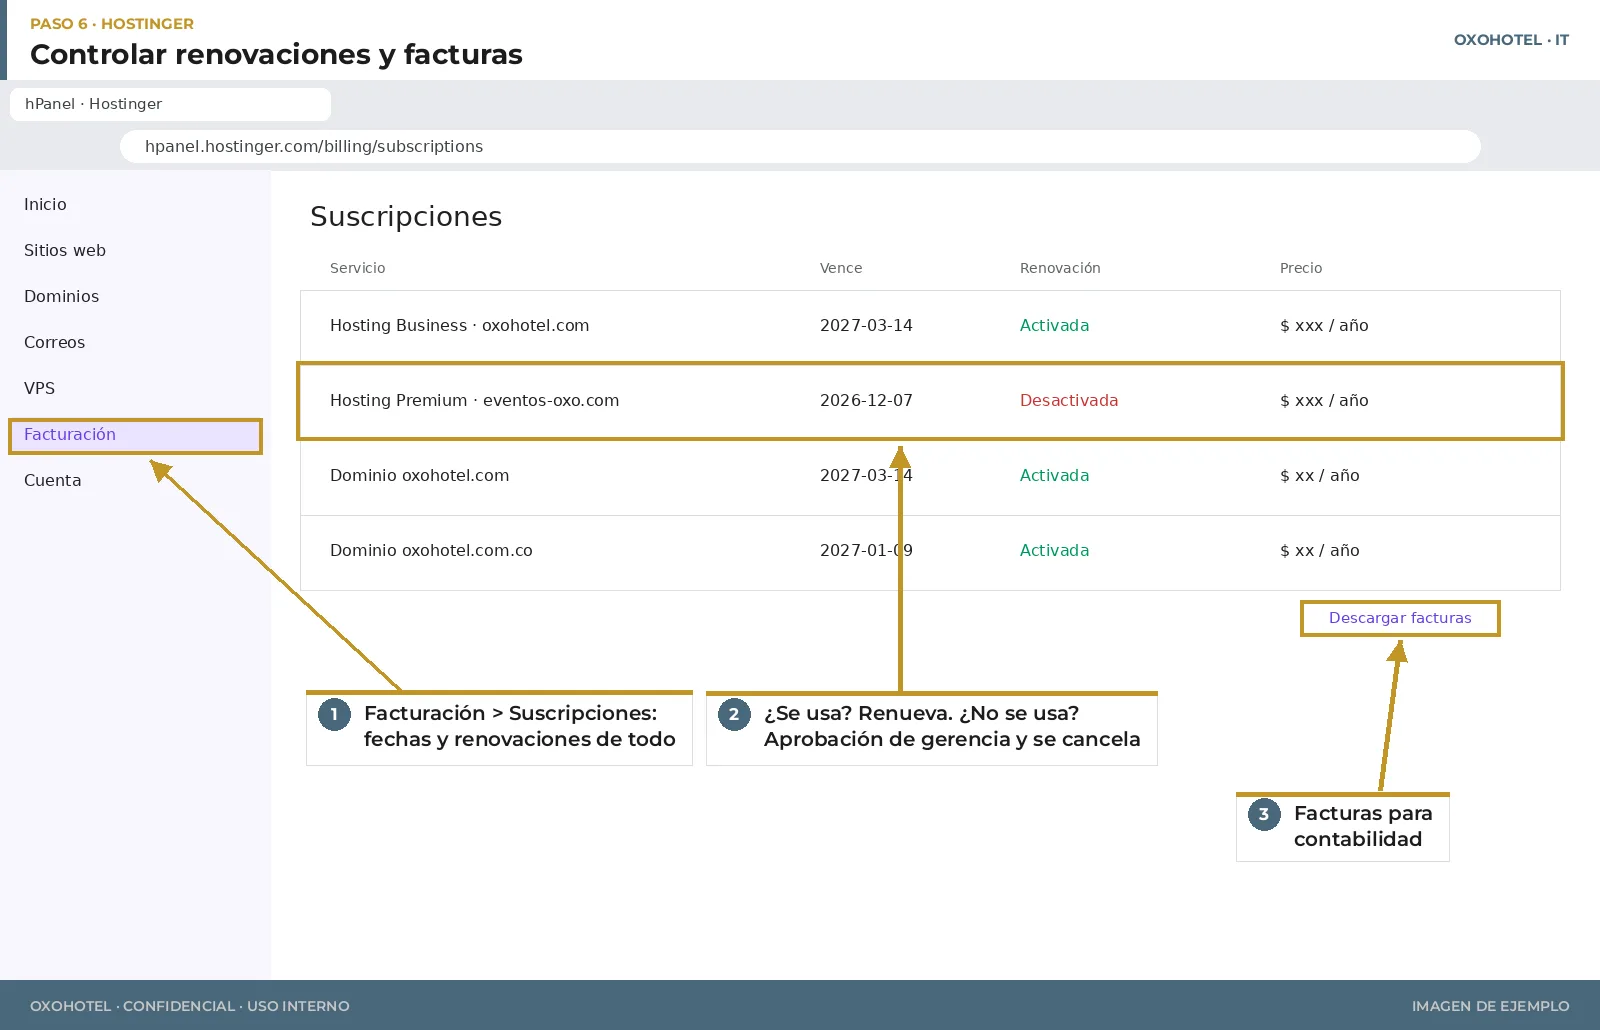 PASO 6 · HOSTINGER
Controlar renovaciones y facturas
OXOHOTEL · IT
hPanel · Hostinger
hpanel.hostinger.com/billing/subscriptions
Inicio
Sitios web
Dominios
Correos
VPS
Facturación
Cuenta
Suscripciones
Servicio Vence Renovación Precio
Hosting Business · oxohotel.com 2027-03-14 Activada $ xxx / año
Hosting Premium · eventos-oxo.com 2026-12-07 Desactivada $ xxx / año
Dominio oxohotel.com 2027-03-14 Activada $ xx / año
Dominio oxohotel.com.co 2027-01-09 Activada $ xx / año
Descargar facturas
1 Facturación > Suscripciones:
fechas y renovaciones de todo
2 ¿Se usa? Renueva. ¿No se usa?
Aprobación de gerencia y se cancela
3 Facturas para
contabilidad
OXOHOTEL · CONFIDENCIAL · USO INTERNO
IMAGEN DE EJEMPLO